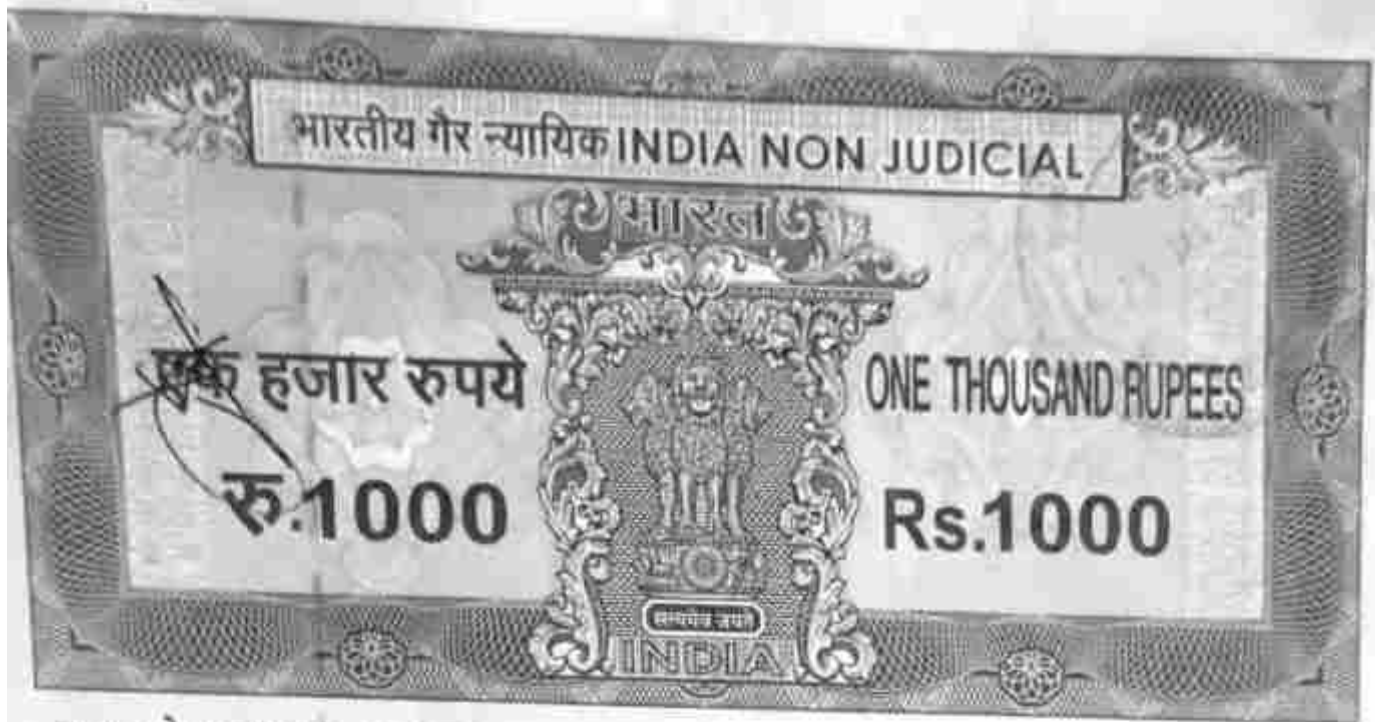 भारतीय गैर न्यायिक INDIA NON JUDICIAL
भारत
एक हजार रुपये
ONE THOUSAND RUPEES
रु.1000
Rs.1000
सत्यमेव जयते
INDIA